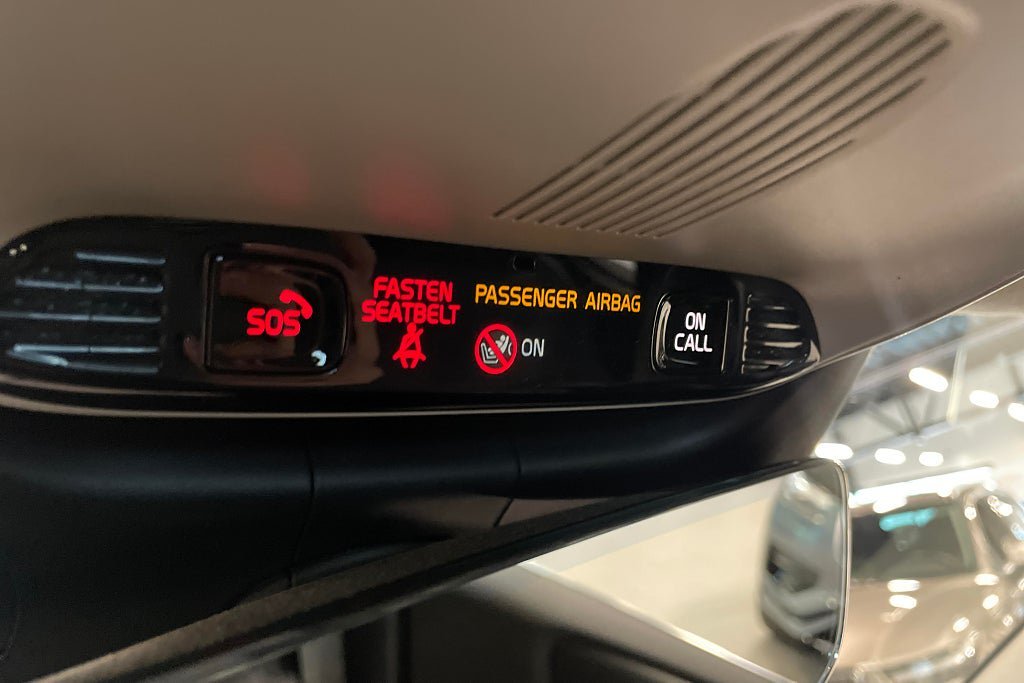 SOS
FASTEN
SEATBELT
PASSENGER AIRBAG
ON
ON
CALL